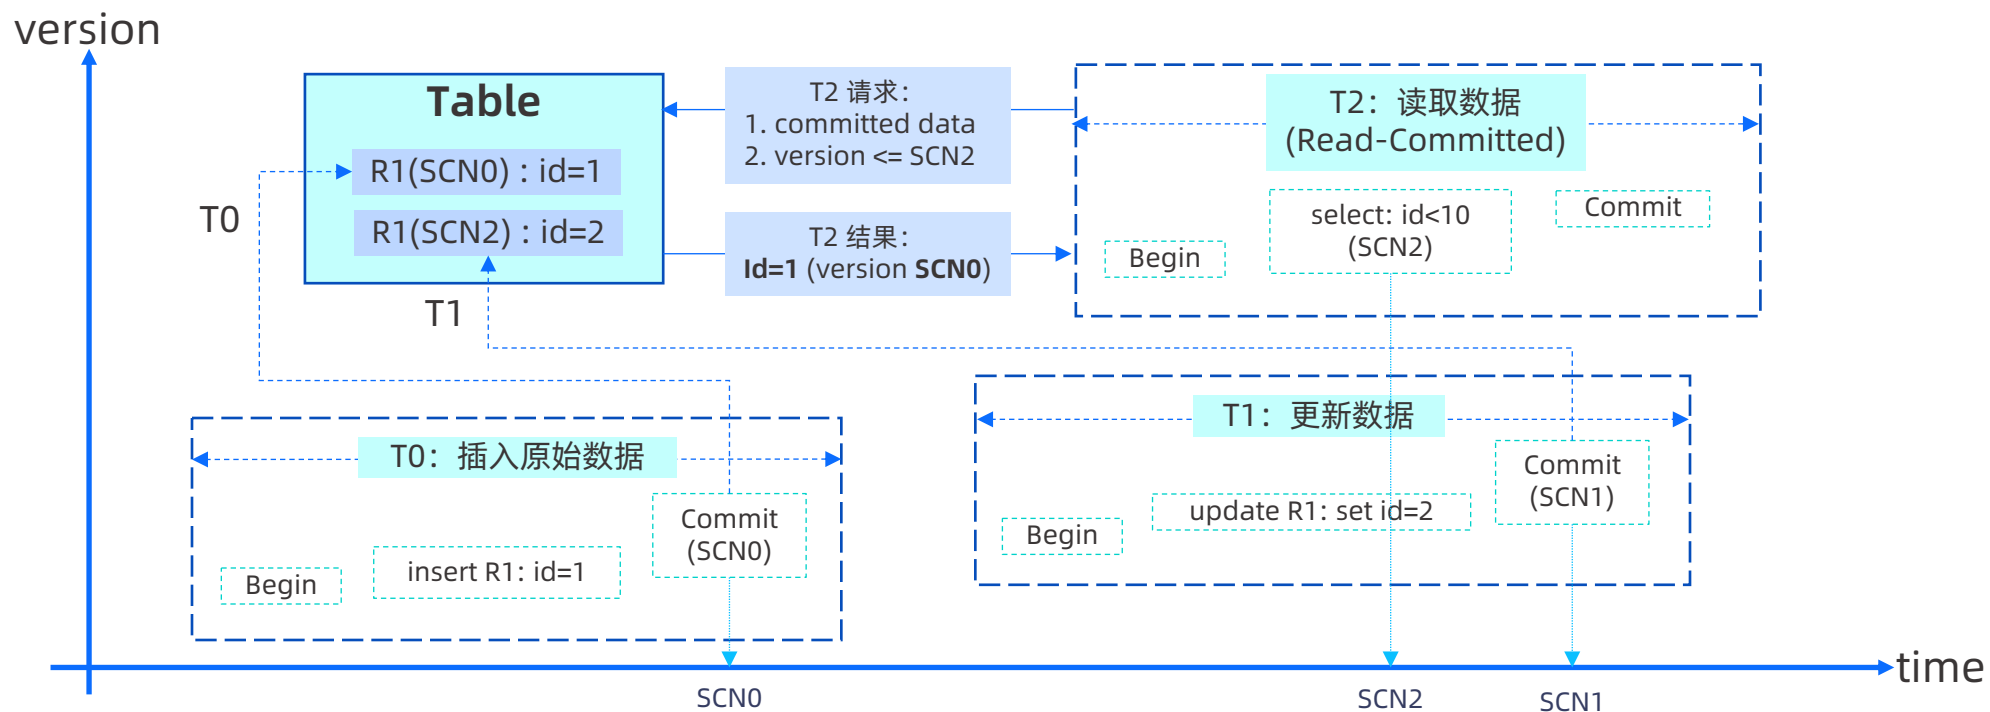 version
Table
R1(SCN0) : id=1
R1(SCN2) : id=2
T0
T1
T2 请求：
1. committed data
2. version <= SCN2
T2 结果：
Id=1 (version SCN0)
T2：读取数据
(Read-Committed)
Begin
select: id<10
(SCN2)
Commit
T0：插入原始数据
Begin
insert R1: id=1
Commit
(SCN0)
T1：更新数据
Begin
update R1: set id=2
Commit
(SCN1)
time
SCN0
SCN2
SCN1